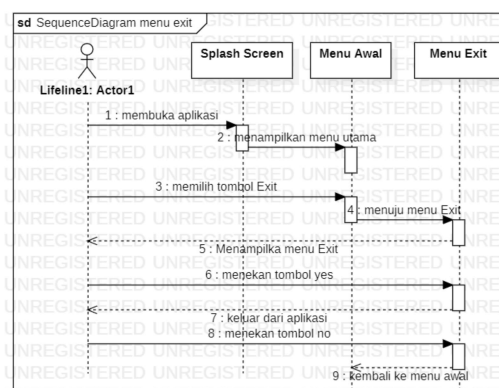 sd SequenceDiagram menu exit
Splash Screen
Menu Awal
Menu Exit
Lifeline1: Actor1
1 : membuka aplikasi
2 : menampilkan menu utama
3 : memilih tombol Exit
4 : menuju menu Exit
5 : Menampilka menu Exit
6 : menekan tombol yes
7 : keluar dari aplikasi
8 : menekan tombol no
9 : kembali ke menu awal
UNREGISTERED